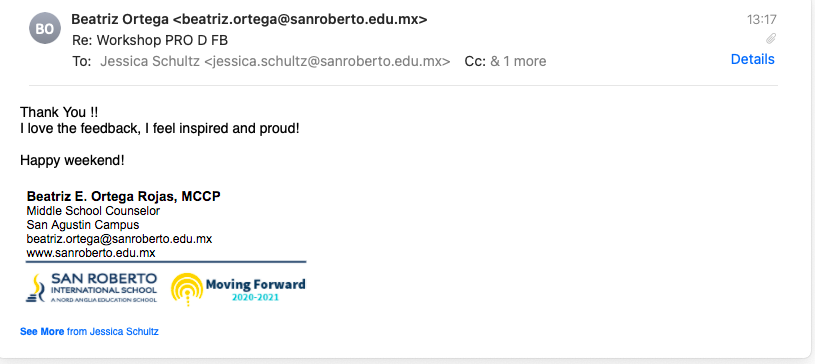 BO
Beatriz Ortega <beatriz.ortega@sanroberto.edu.mx>
13:17
Re: Workshop PRO D FB
To: Jessica Schultz <jessica.schultz@sanroberto.edu.mx> Cc: & 1 more
Details
Thank You !!
I love the feedback, I feel inspired and proud!
Happy weekend!
Beatriz E. Ortega Rojas, MCCP
Middle School Counselor
San Agustin Campus
beatriz.ortega@sanroberto.edu.mx
www.sanroberto.edu.mx
SAN ROBERTO
INTERNATIONAL SCHOOL
A NORD ANGLIA EDUCATION SCHOOL
Moving Forward
2020-2021
See More from Jessica Schultz